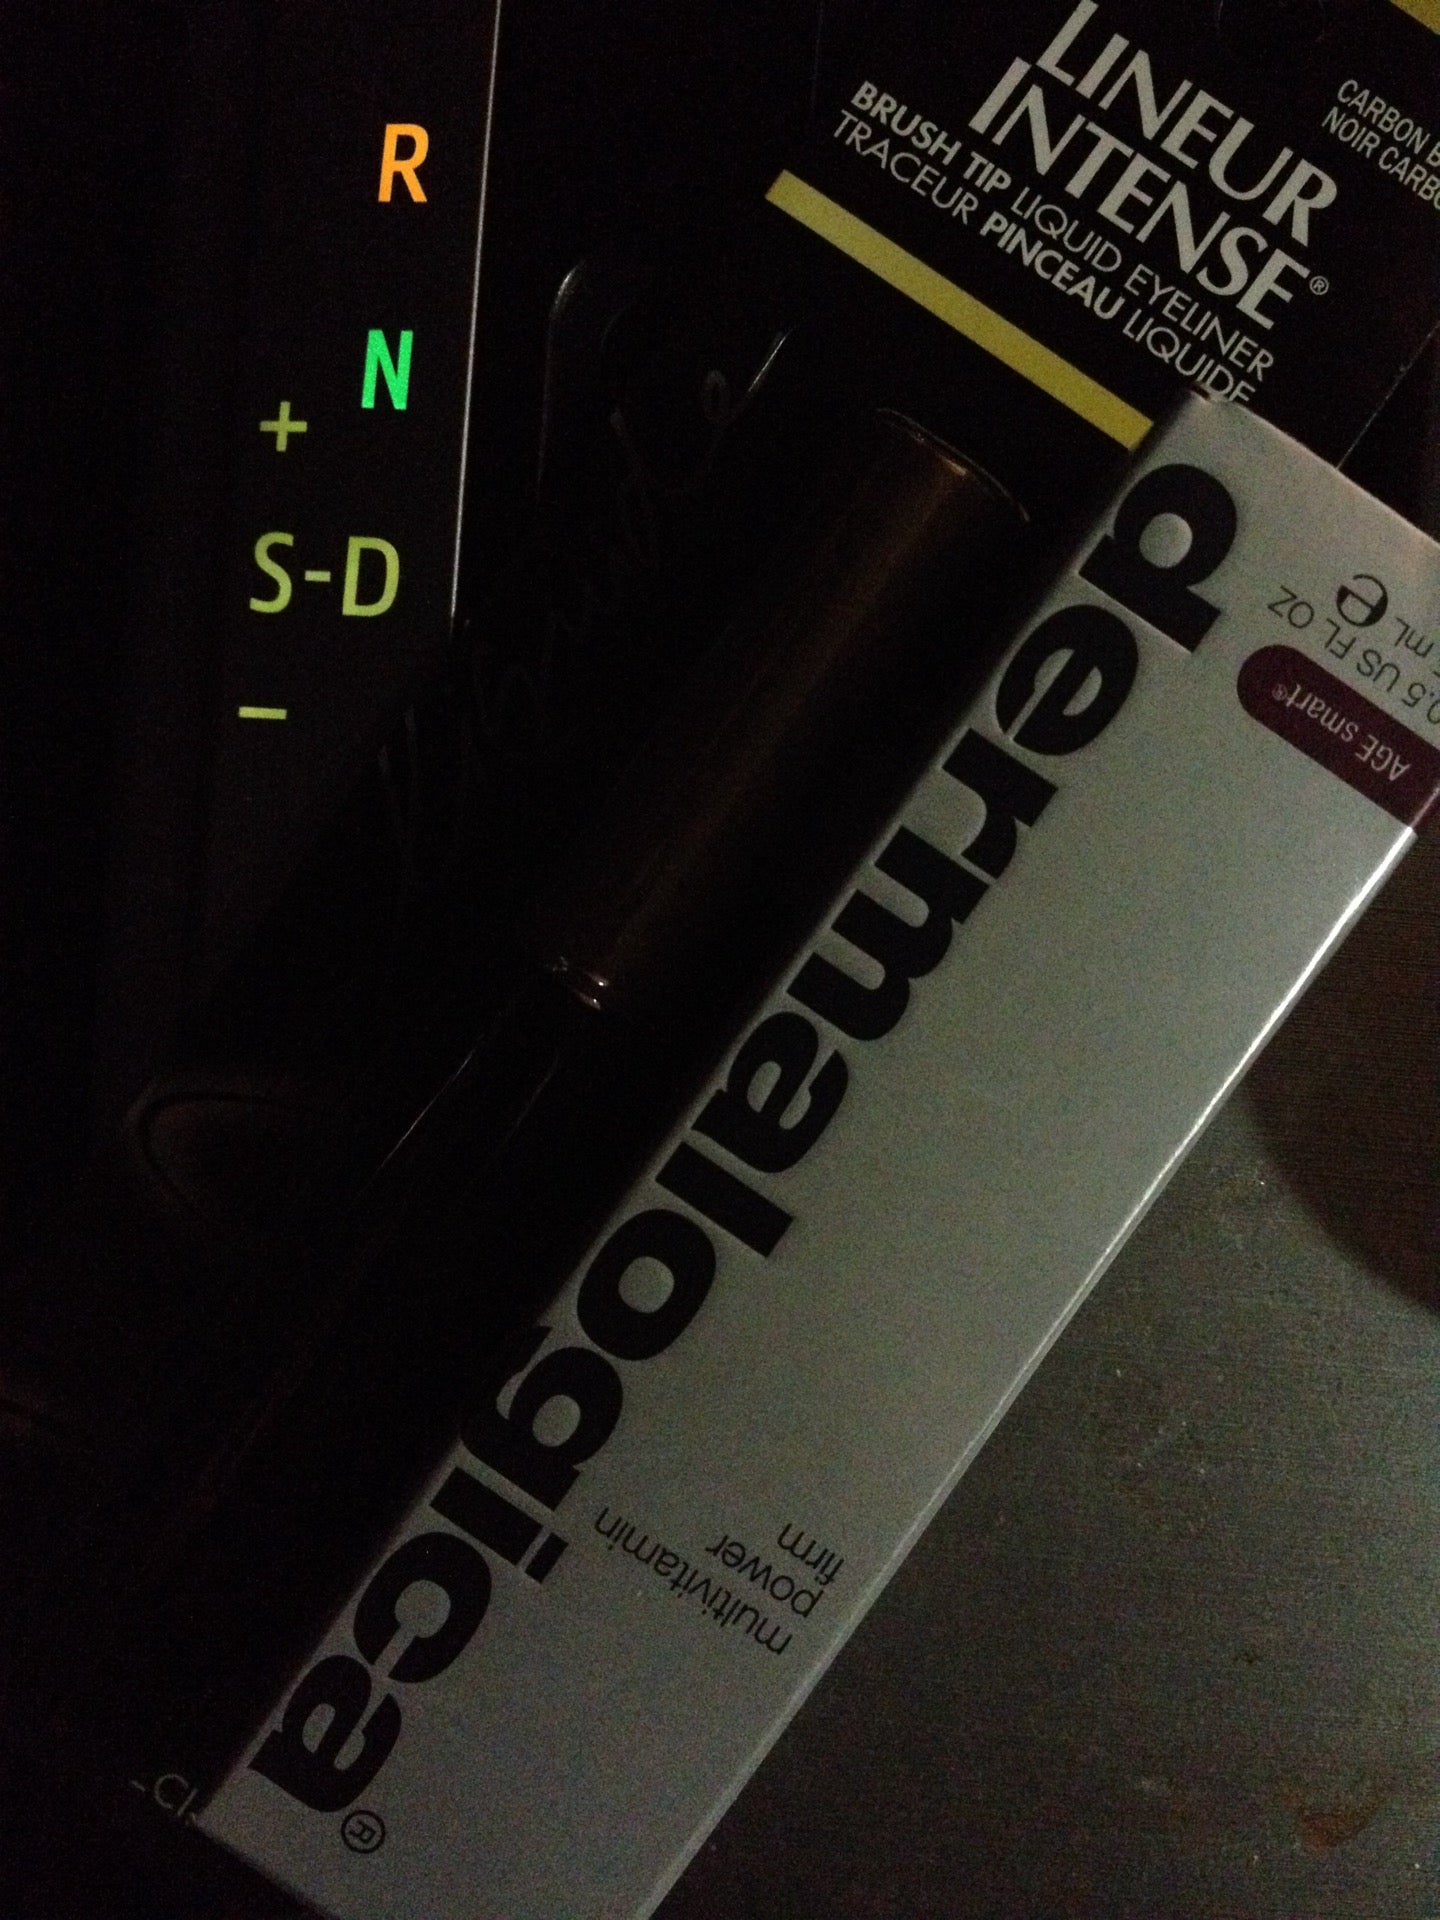 R
N
+
S-D
-
LINEUR
INTENSE®
BRUSH TIP LIQUID EYELINER
TRACEUR PINCEAU LIQUIDE
CARBON
NOIR
dermalogica®
multivitamin
power
firm
AGE smart®
0.5 US FL OZ
mL e